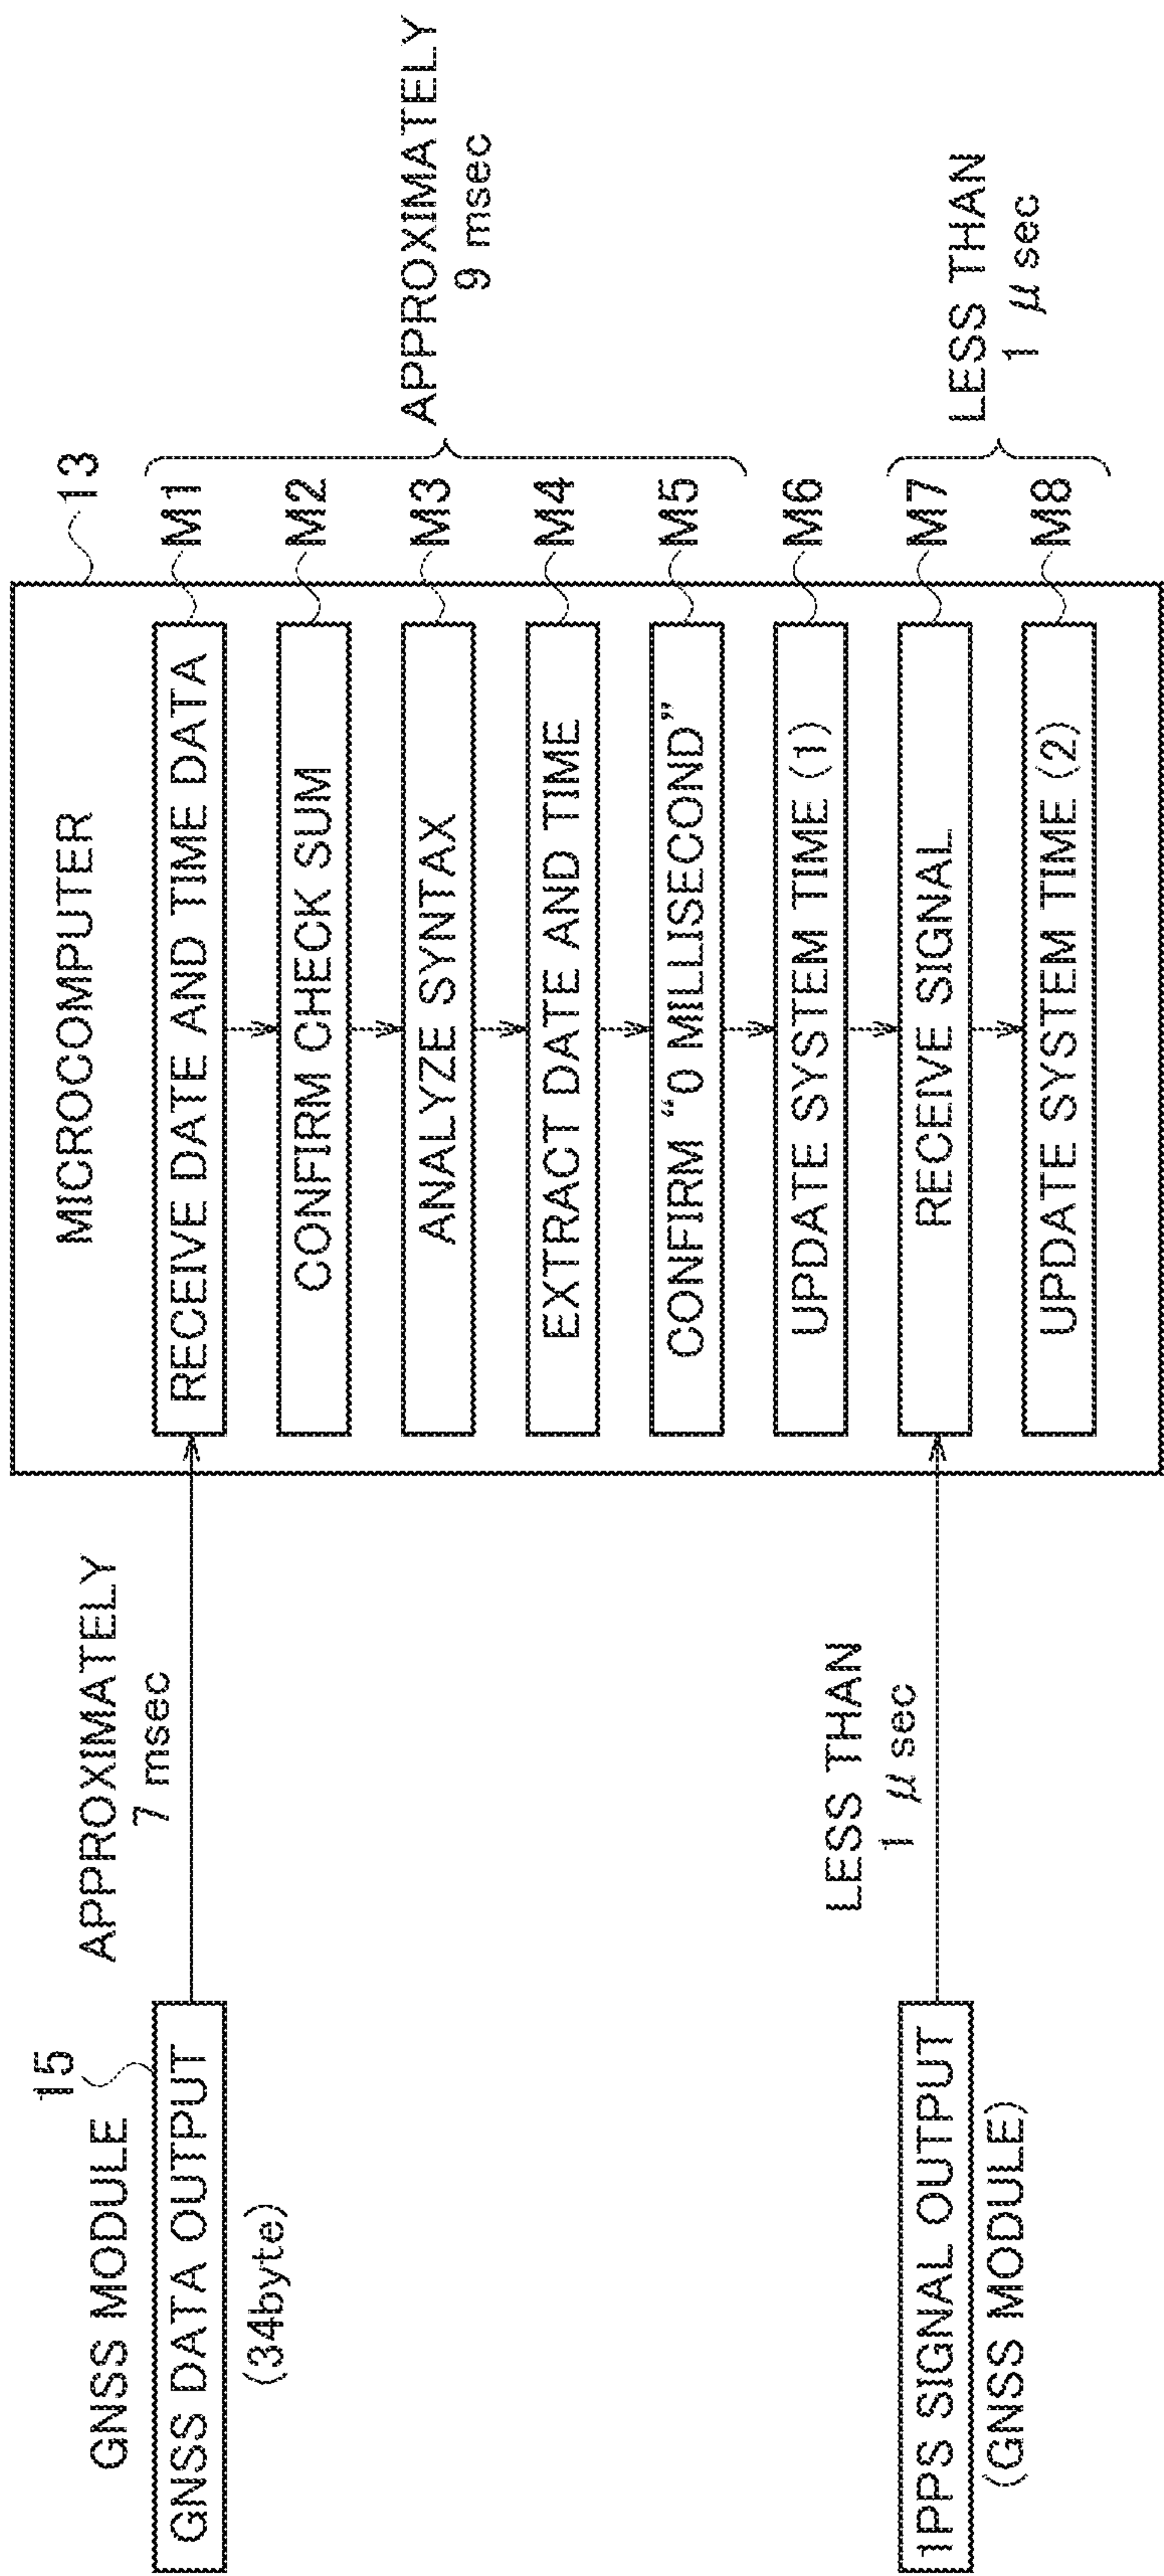 GNSS MODULE
15
GNSS DATA OUTPUT
(34byte)
APPROXIMATELY
7 msec
1PPS SIGNAL OUTPUT
(GNSS MODULE)
LESS THAN
1 μ sec
MICROCOMPUTER
13
RECEIVE DATE AND TIME DATA
M1
CONFIRM CHECK SUM
M2
ANALYZE SYNTAX
M3
EXTRACT DATE AND TIME
M4
CONFIRM “0 MILLISECOND”
M5
UPDATE SYSTEM TIME (1)
M6
RECEIVE SIGNAL
M7
UPDATE SYSTEM TIME (2)
M8
APPROXIMATELY
9 msec
LESS THAN
1 μ sec